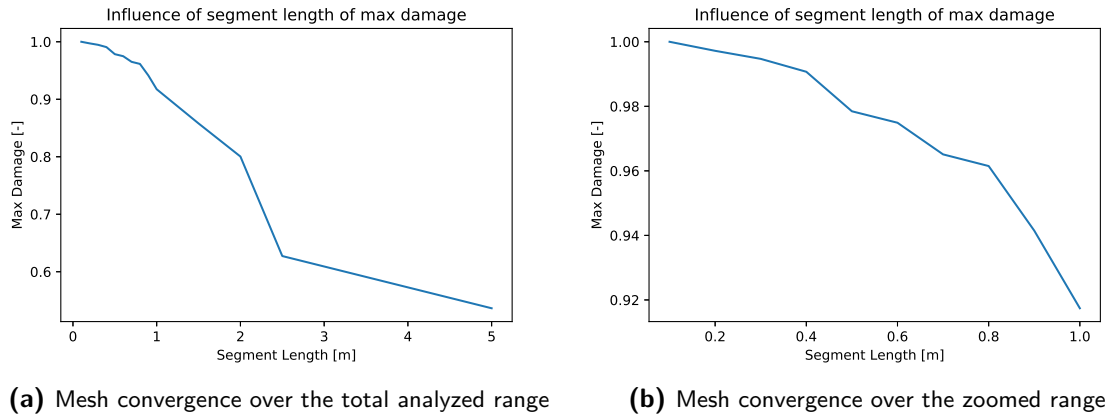 Influence of segment length of max damage
1.0
0.9
0.8
0.7
0.6
Max Damage [-]
0 1 2 3 4 5
Segment Length [m]
(a) Mesh convergence over the total analyzed range
Influence of segment length of max damage
1.00
0.98
0.96
0.94
0.92
Max Damage [-]
0.2 0.4 0.6 0.8 1.0
Segment Length [m]
(b) Mesh convergence over the zoomed range